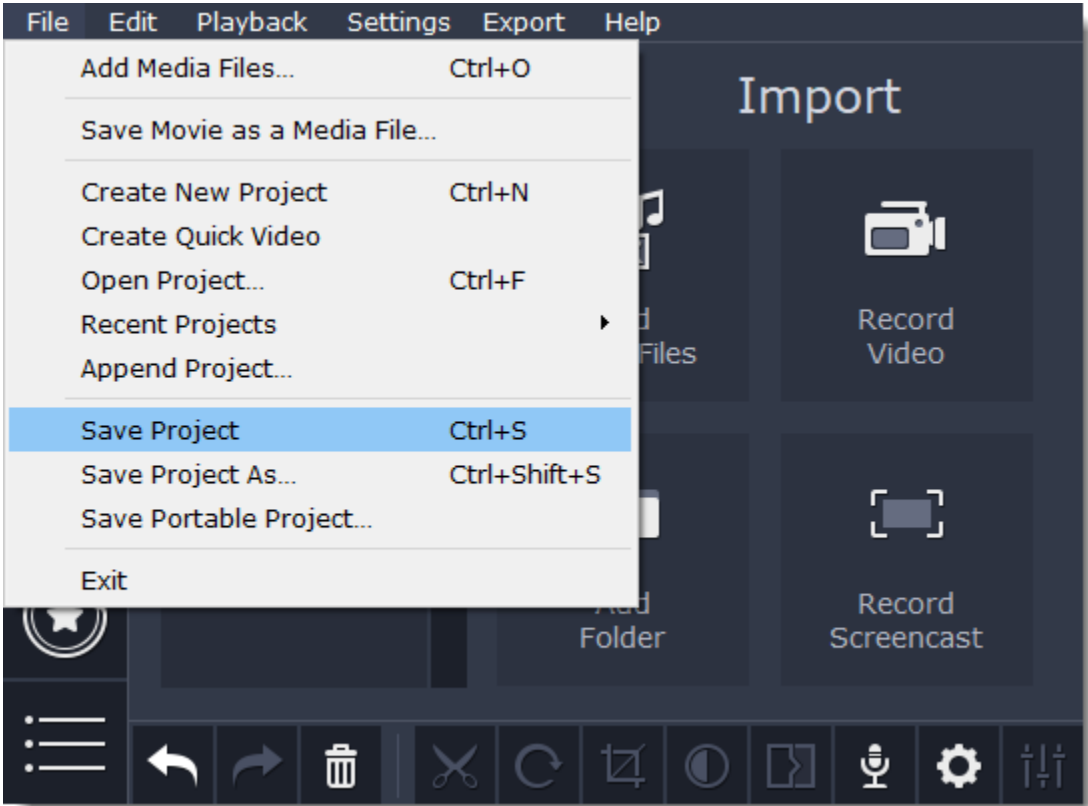 File Edit Playback Settings Export Help
Add Media Files... Ctrl+O
Save Movie as a Media File...
Create New Project Ctrl+N
Create Quick Video
Open Project... Ctrl+F
Recent Projects
Append Project...
Save Project Ctrl+S
Save Project As... Ctrl+Shift+S
Save Portable Project...
Exit
Import
Files
Record
Video
Add
Folder
Record
Screencast